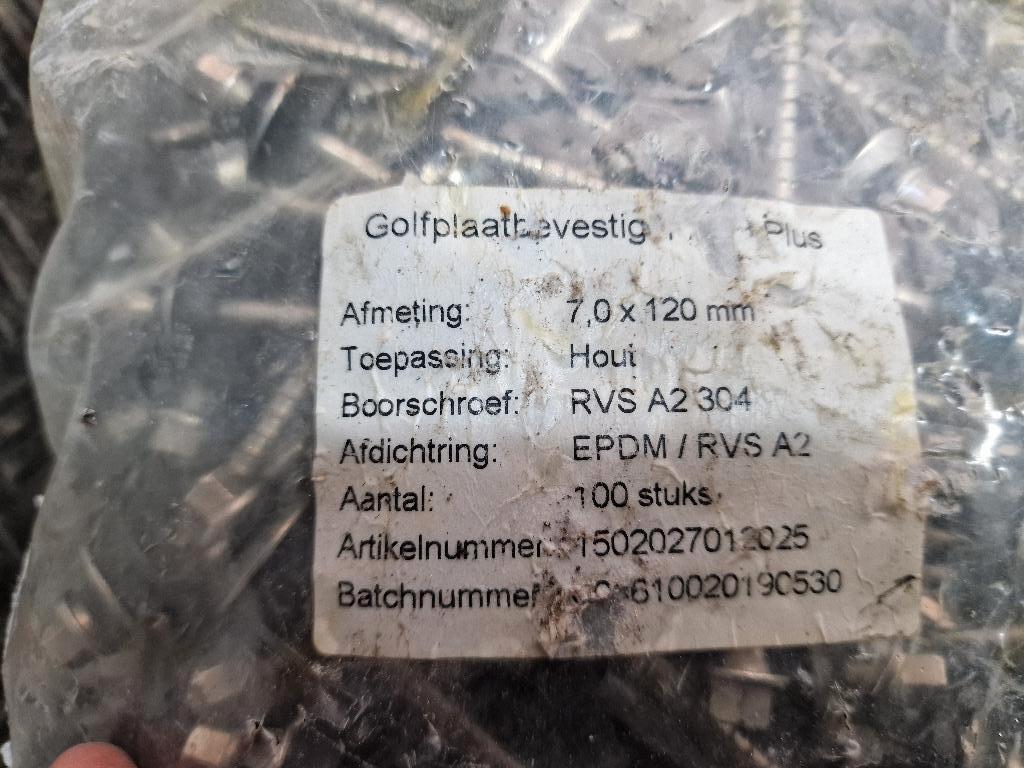 Golfplaatbevestig Plus
Afmeting: 7,0 x 120 mm
Toepassing: Hout
Boorschroef: RVS A2 304
Afdichtring: EPDM / RVS A2
Aantal: 100 stuks
Artikelnummer: 1502027012025
Batchnummer 610020190530